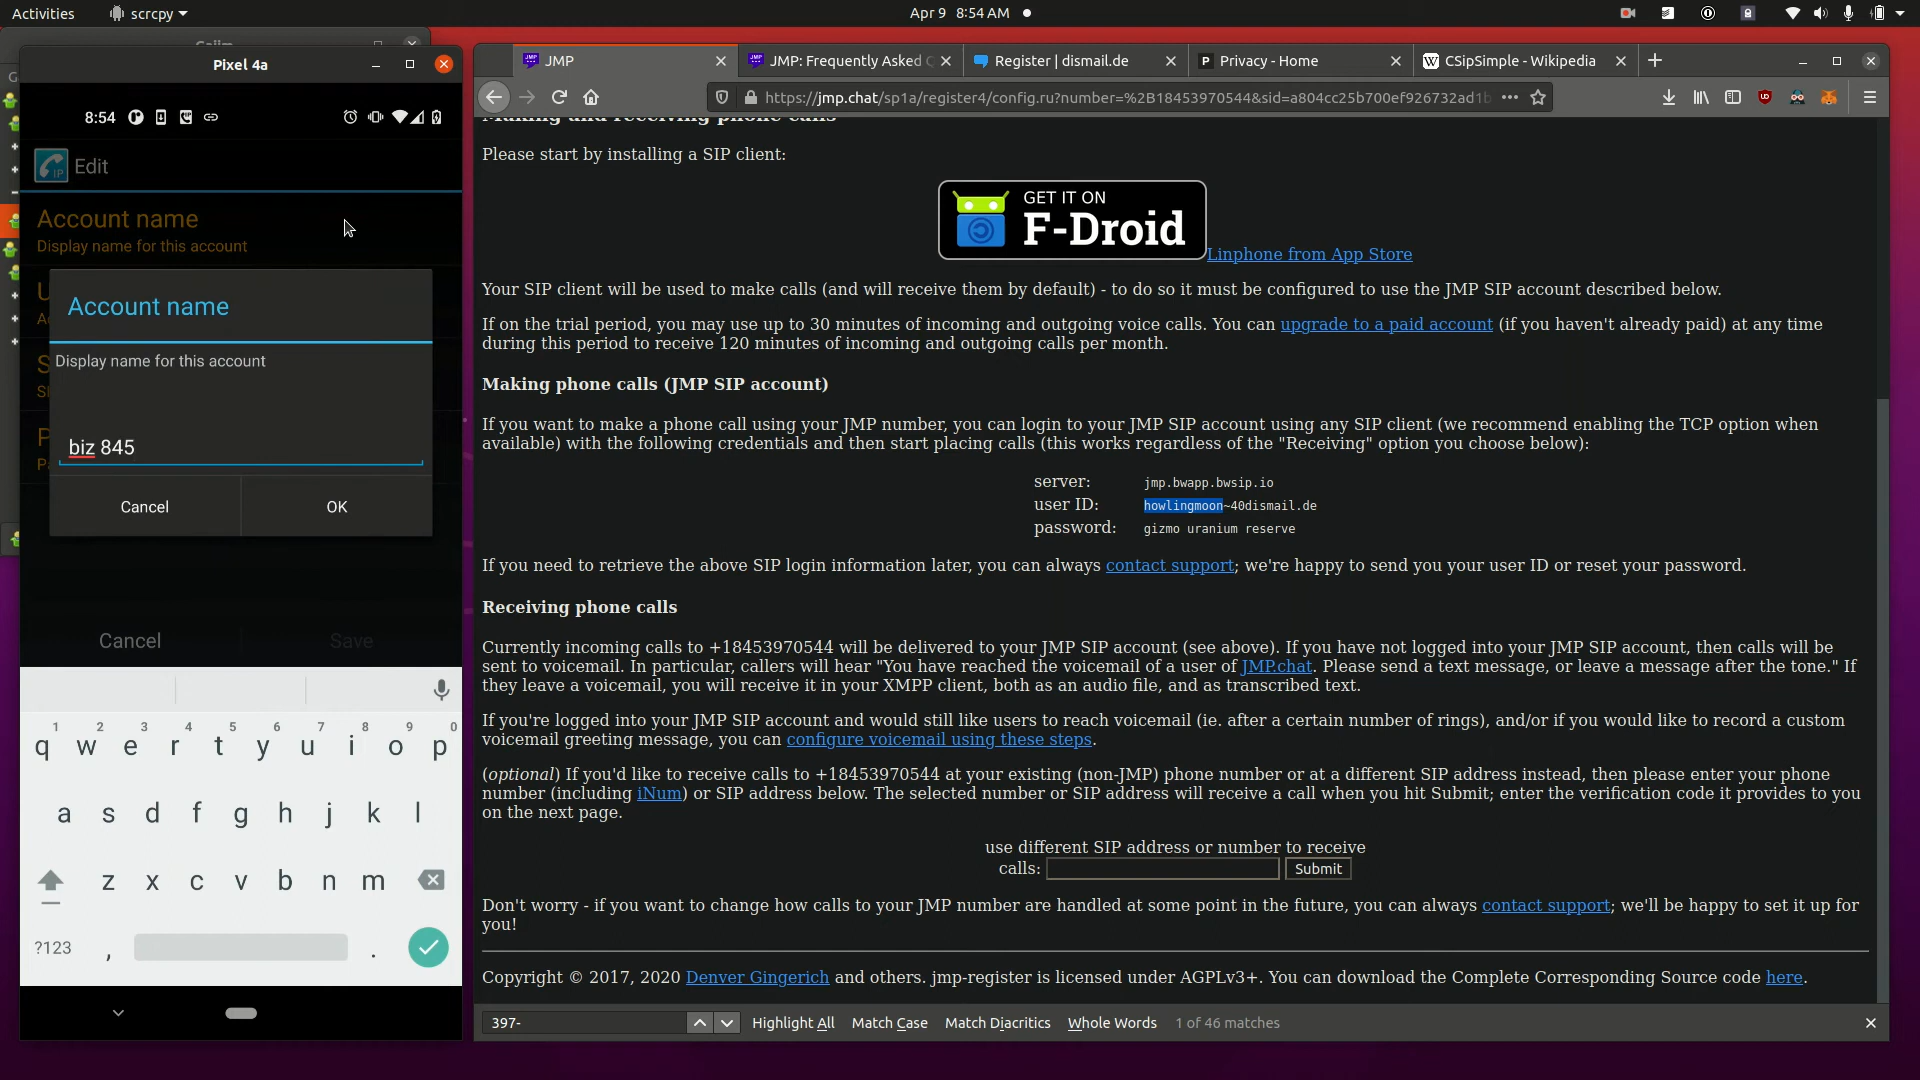 Activities
scrcpy
Apr 9 8:54 AM
Pixel 4a
8:54
Edit
Account name
Display name for this account
Account name
Display name for this account
biz 845
Cancel
OK
Cancel
Save
1 2 3 4 5 6 7 8 9 0
q w e r t y u i o p
a s d f g h j k l
z x c v b n m
?123 , .
JMP
JMP: Frequently Asked
Register | dismail.de
Privacy - Home
CSipSimple - Wikipedia
https://jmp.chat/sp1a/register4/config.ru?number=%2B18453970544&sid=a804cc25b700ef926732ad1b
Making and receiving phone calls
Please start by installing a SIP client:
GET IT ON
F-Droid
Linphone from App Store
Your SIP client will be used to make calls (and will receive them by default) - to do so it must be configured to use the JMP SIP account described below.
If on the trial period, you may use up to 30 minutes of incoming and outgoing voice calls. You can upgrade to a paid account (if you haven't already paid) at any time
during this period to receive 120 minutes of incoming and outgoing calls per month.
Making phone calls (JMP SIP account)
If you want to make a phone call using your JMP number, you can login to your JMP SIP account using any SIP client (we recommend enabling the TCP option when
available) with the following credentials and then start placing calls (this works regardless of the "Receiving" option you choose below):
server: jmp.bwapp.bwsip.io
user ID: howlingmoon~40dismail.de
password: gizmo uranium reserve
If you need to retrieve the above SIP login information later, you can always contact support; we're happy to send you your user ID or reset your password.
Receiving phone calls
Currently incoming calls to +18453970544 will be delivered to your JMP SIP account (see above). If you have not logged into your JMP SIP account, then calls will be
sent to voicemail. In particular, callers will hear "You have reached the voicemail of a user of JMP.chat. Please send a text message, or leave a message after the tone." If
they leave a voicemail, you will receive it in your XMPP client, both as an audio file, and as transcribed text.
If you're logged into your JMP SIP account and would still like users to reach voicemail (ie. after a certain number of rings), and/or if you would like to record a custom
voicemail greeting message, you can configure voicemail using these steps.
(optional) If you'd like to receive calls to +18453970544 at your existing (non-JMP) phone number or at a different SIP address instead, then please enter your phone
number (including iNum) or SIP address below. The selected number or SIP address will receive a call when you hit Submit; enter the verification code it provides to you
on the next page.
use different SIP address or number to receive
calls:
Submit
Don't worry - if you want to change how calls to your JMP number are handled at some point in the future, you can always contact support; we'll be happy to set it up for
you!
Copyright © 2017, 2020 Denver Gingerich and others. jmp-register is licensed under AGPLv3+. You can download the Complete Corresponding Source code here.
397-
Highlight All
Match Case
Match Diacritics
Whole Words
1 of 46 matches